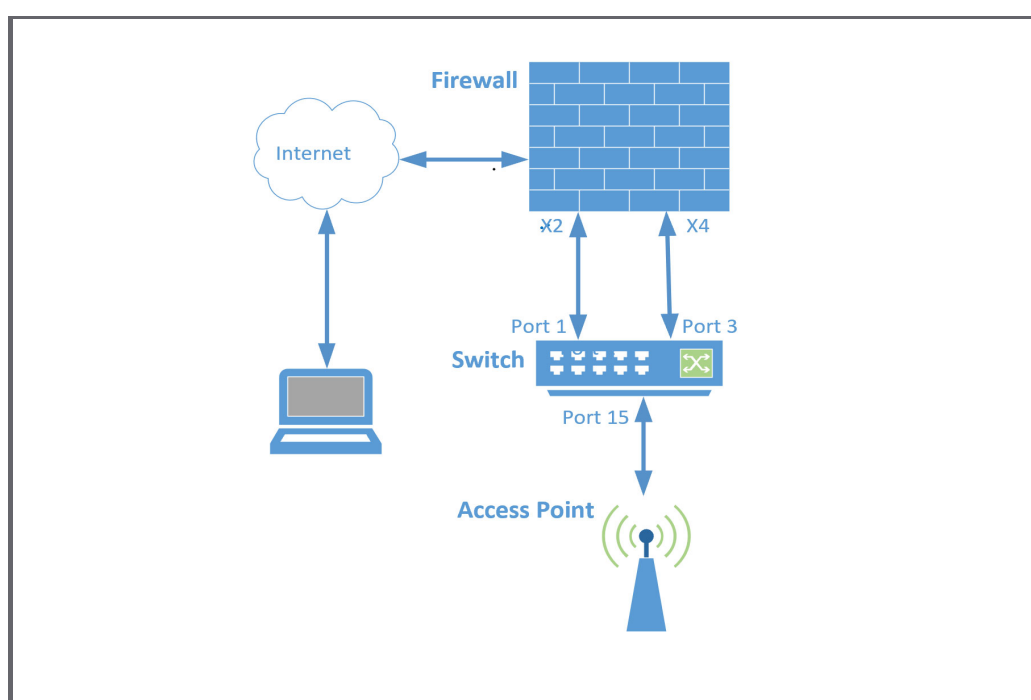 Firewall
Internet
X2
X4
Port 1
Port 3
Switch
Port 15
Access Point